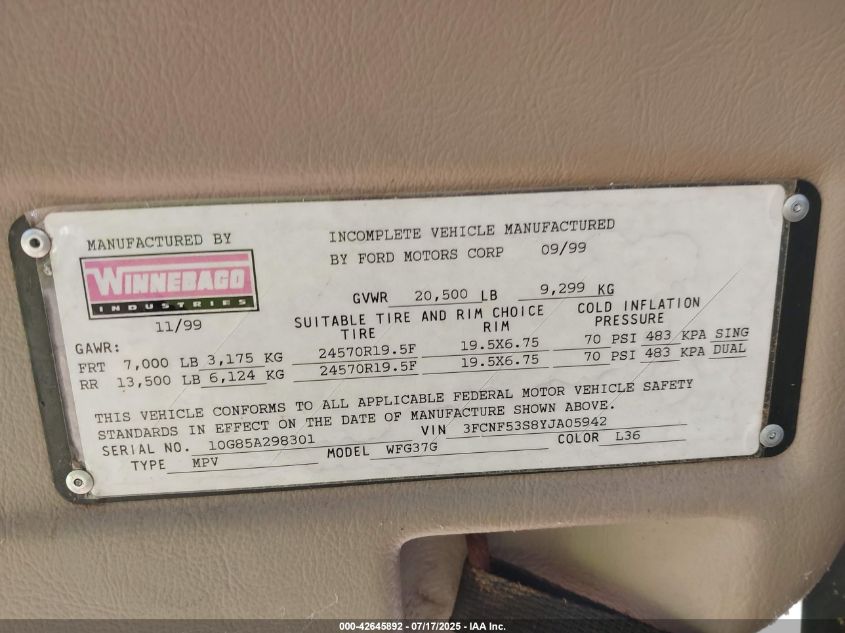 MANUFACTURED BY
WINNEBAGO
INDUSTRIES
11/99
INCOMPLETE VEHICLE MANUFACTURED
BY FORD MOTORS CORP 09/99
GVWR 20,500 LB 9,299 KG
SUITABLE TIRE AND RIM CHOICE COLD INFLATION
TIRE RIM PRESSURE
GAWR:
FRT 7,000 LB 3,175 KG 24570R19.5F 19.5X6.75 70 PSI 483 KPA SING
RR 13,500 LB 6,124 KG 24570R19.5F 19.5X6.75 70 PSI 483 KPA DUAL
THIS VEHICLE CONFORMS TO ALL APPLICABLE FEDERAL MOTOR VEHICLE SAFETY
STANDARDS IN EFFECT ON THE DATE OF MANUFACTURE SHOWN ABOVE.
SERIAL NO. 10G85A298301 VIN 3FCNF53S8YJA05942
TYPE MPV MODEL WFG37G COLOR L36
000-42645892 - 07/17/2025 - IAA Inc.